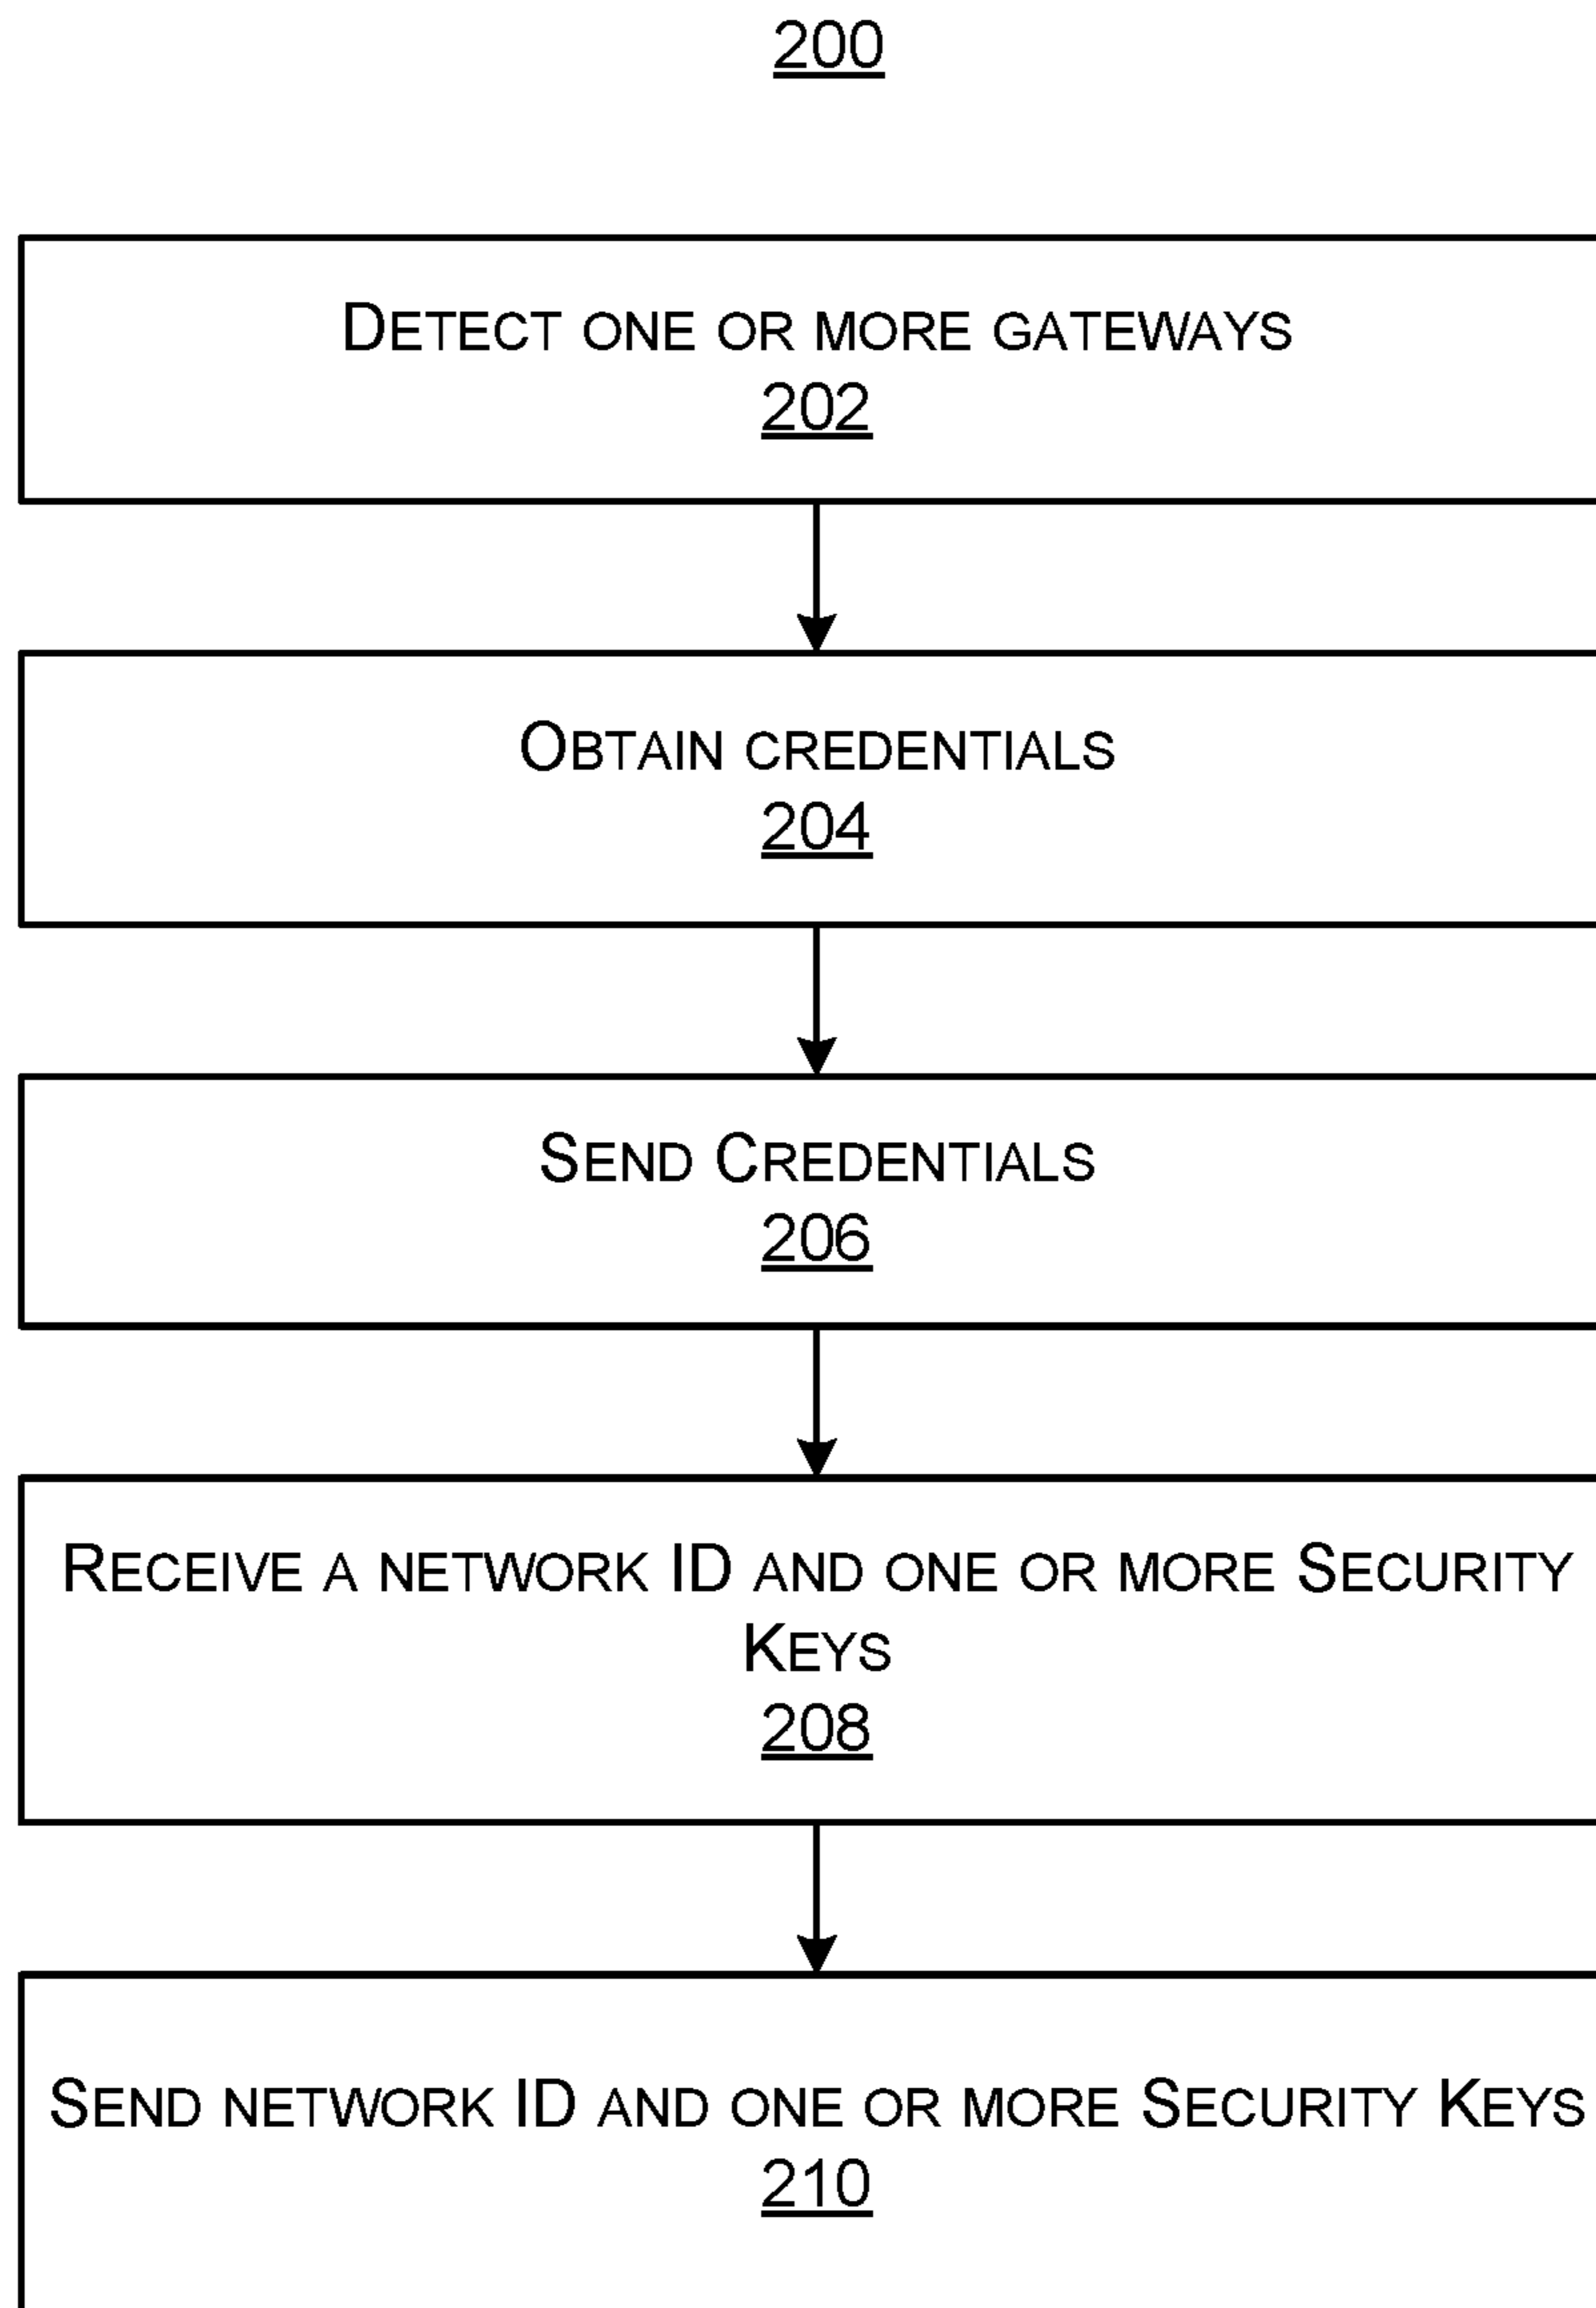 200
Detect one or more gateways
202
Obtain credentials
204
Send Credentials
206
Receive a network ID and one or more Security
Keys
208
Send network ID and one or more Security Keys
210